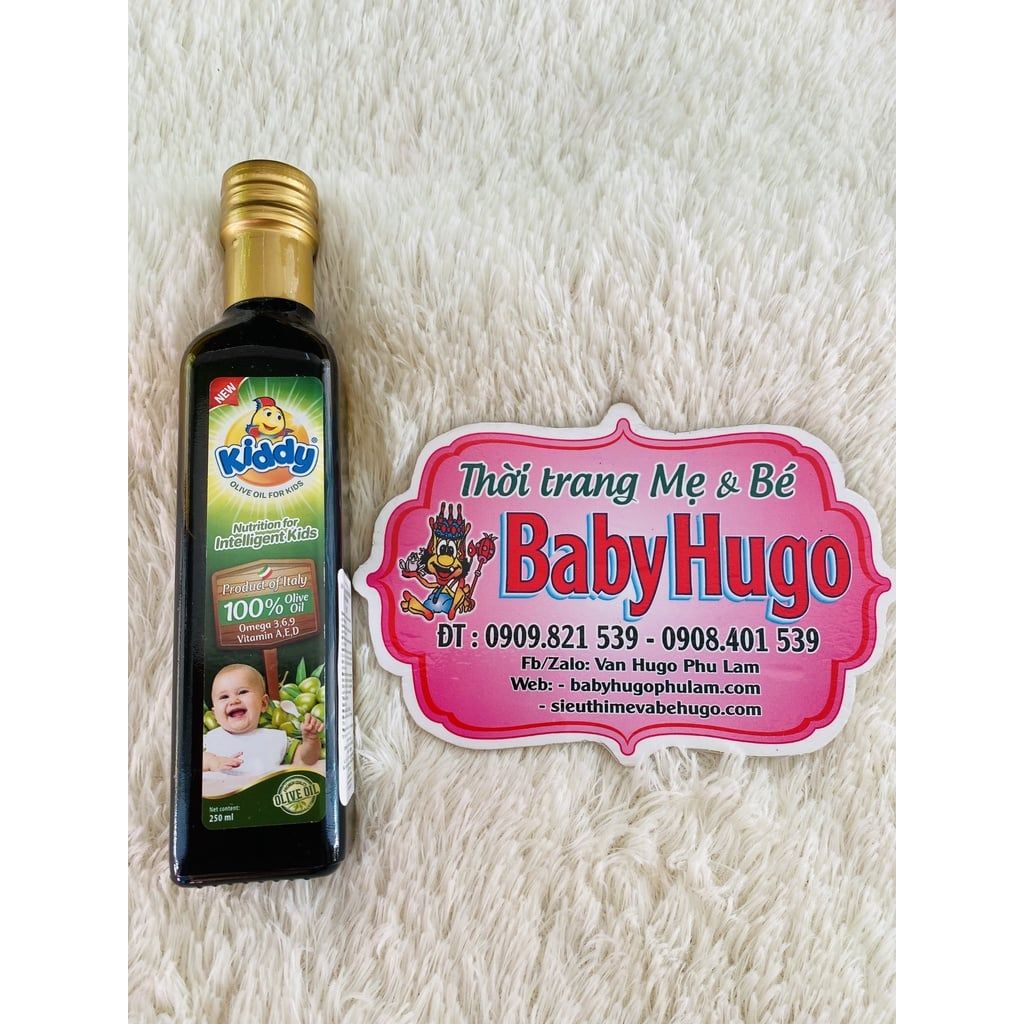 NEW
Kiddy®
OLIVE OIL FOR KIDS
Nutrition for
Intelligent Kids
Product of Italy
100% Olive Oil
Omega 3,6,9
Vitamin A,E,D
OLIVE OIL
Net content:
250 ml
Thời trang Mẹ & Bé
BabyHugo
ĐT : 0909.821 539 - 0908.401 539
Fb/Zalo: Van Hugo Phu Lam
Web: - babyhugophulam.com
- sieuthimevabehugo.com